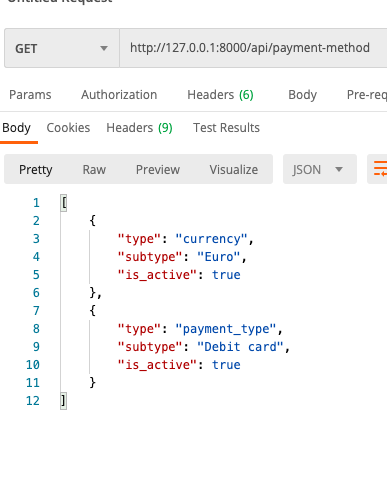 Untitled Request
GET http://127.0.0.1:8000/api/payment-method
Params Authorization Headers (6) Body Pre-req
Body Cookies Headers (9) Test Results
Pretty Raw Preview Visualize JSON
1 [
2 {
3 "type": "currency",
4 "subtype": "Euro",
5 "is_active": true
6 },
7 {
8 "type": "payment_type",
9 "subtype": "Debit card",
10 "is_active": true
11 }
12 ]